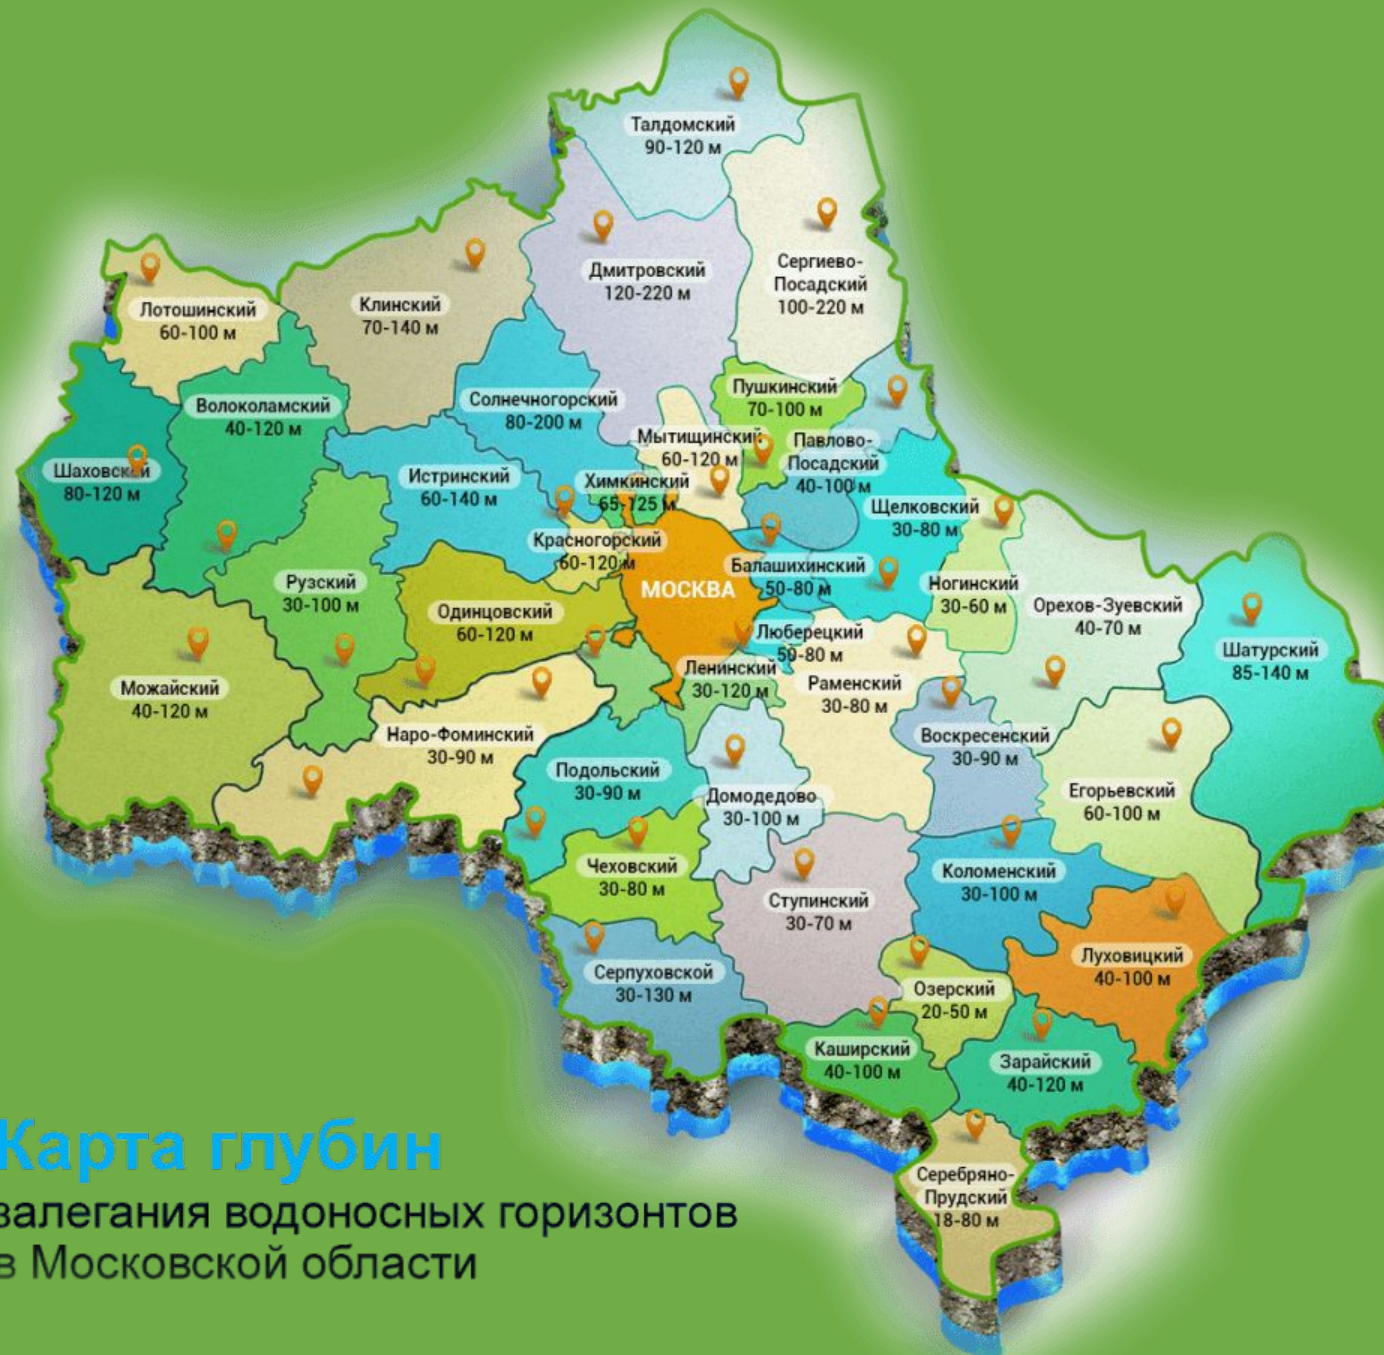 Талдомский
90-120 м
Сергиево-
Посадский
100-220 м
Дмитровский
120-220 м
Клинский
70-140 м
Лотошинский
60-100 м
Пушкинский
70-100 м
Солнечногорский
80-200 м
Волоколамский
40-120 м
Мытищинский
60-120 м
Павлово-
Посадский
40-100 м
Шаховской
80-120 м
Истринский
60-140 м
Химкинский
65-125 м
Щелковский
30-80 м
Красногорский
60-120 м
Балашихинский
50-80 м
МОСКВА
Рузский
30-100 м
Ногинский
30-60 м
Одинцовский
60-120 м
Орехов-Зуевский
40-70 м
Люберецкий
50-80 м
Шатурский
85-140 м
Ленинский
30-120 м
Раменский
30-80 м
Можайский
40-120 м
Наро-Фоминский
30-90 м
Воскресенский
30-90 м
Подольский
30-90 м
Домодедово
30-100 м
Егорьевский
60-100 м
Чеховский
30-80 м
Коломенский
30-100 м
Ступинский
30-70 м
Луховицкий
40-100 м
Серпуховской
30-130 м
Озерский
20-50 м
Каширский
40-100 м
Зарайский
40-120 м
Серебряно-
Прудский
18-80 м
Карта глубин
залегания водоносных горизонтов
в Московской области